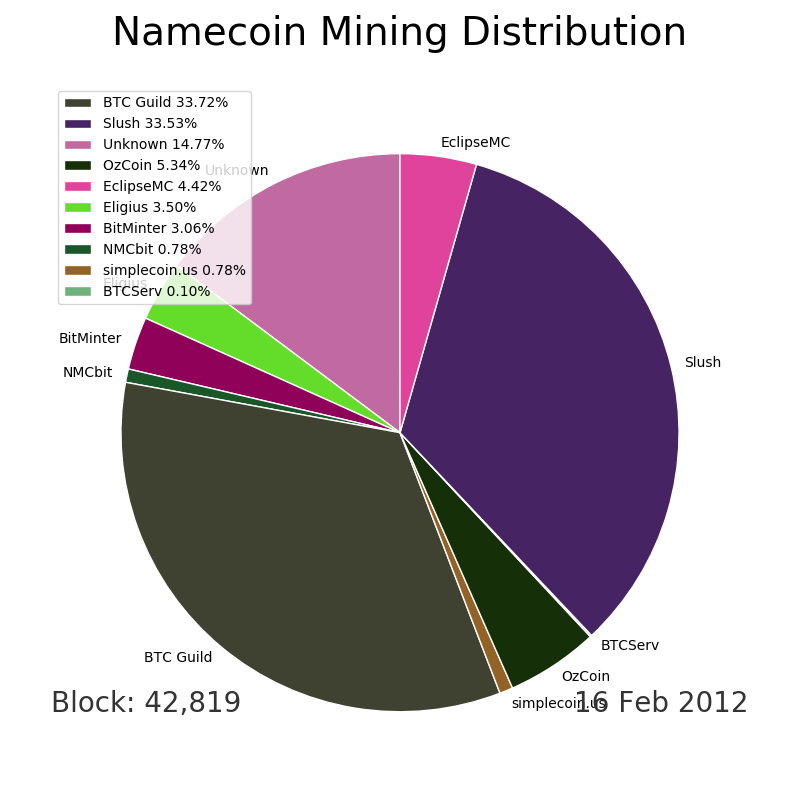 Namecoin Mining Distribution
BTC Guild 33.72%
Slush 33.53%
Unknown 14.77%
OzCoin 5.34%
EclipseMC 4.42%
Eligius 3.50%
BitMinter 3.06%
NMCbit 0.78%
simplecoin.us 0.78%
BTCServ 0.10%
EclipseMC
Unknown
Eligius
BitMinter
NMCbit
Slush
BTC Guild
BTCServ
OzCoin
simplecoin.us
Block: 42,819
16 Feb 2012